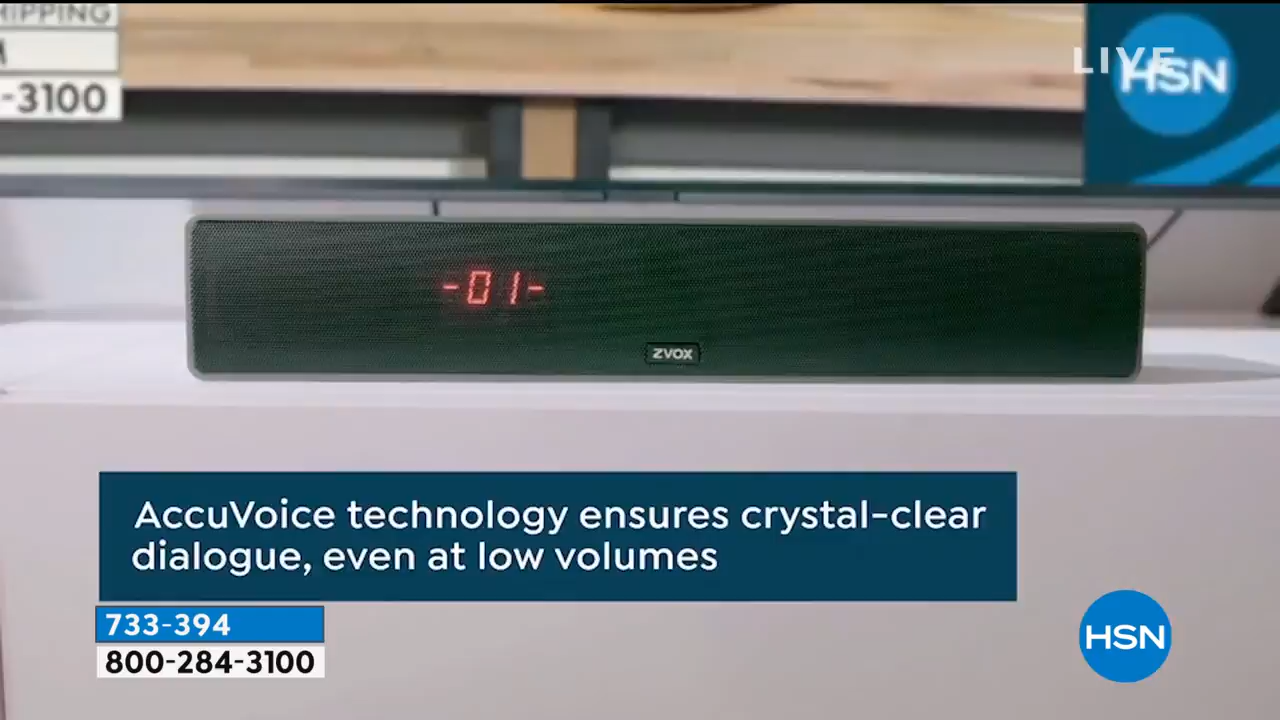 HIPPING
-3100
LIVE
HSN
-01-
ZVOX
AccuVoice technology ensures crystal-clear
dialogue, even at low volumes
733-394
800-284-3100
HSN